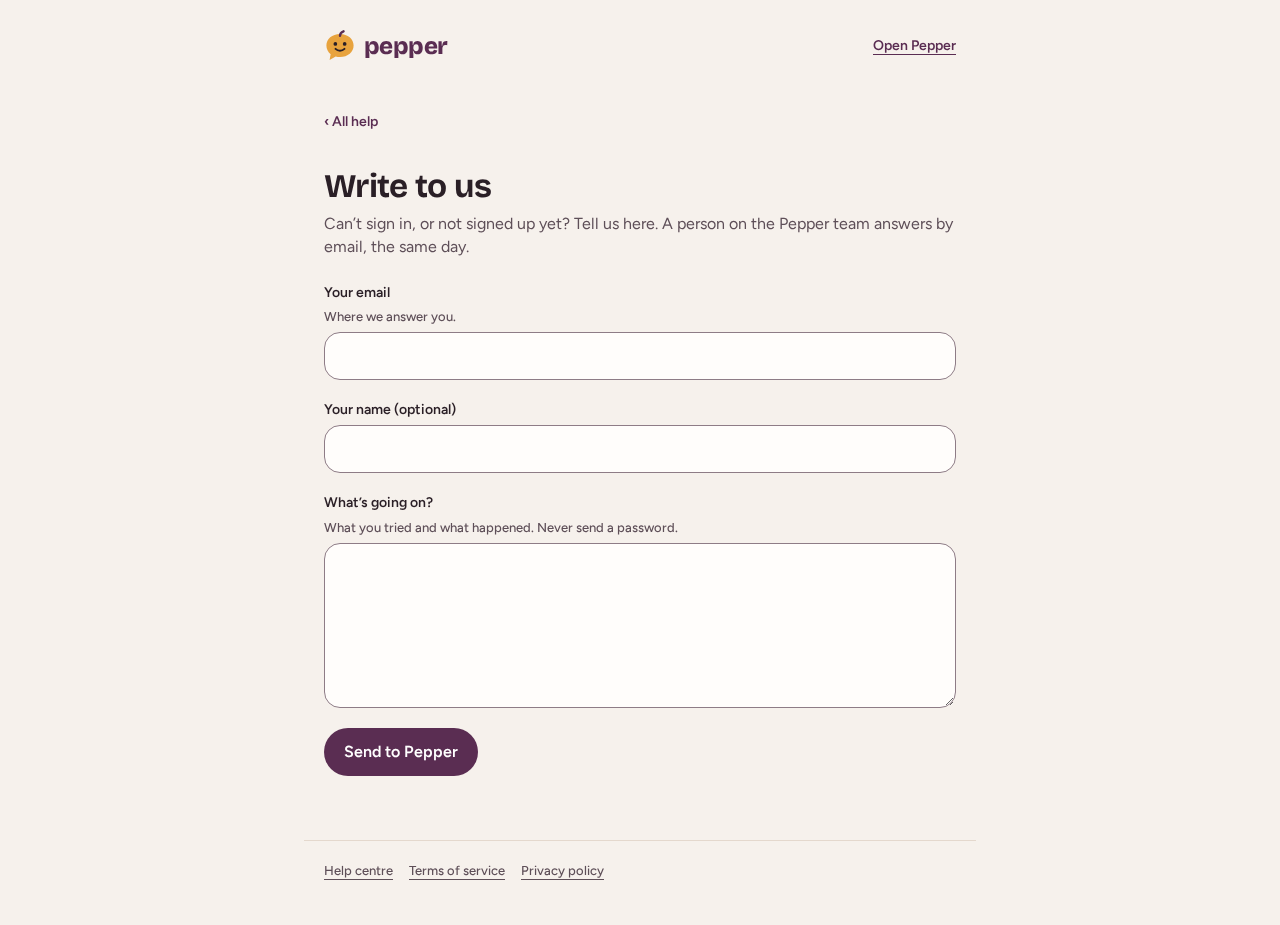 pepper
Open Pepper
‹ All help
Write to us
Can’t sign in, or not signed up yet? Tell us here. A person on the Pepper team answers by
email, the same day.
Your email
Where we answer you.
Your name (optional)
What’s going on?
What you tried and what happened. Never send a password.
Send to Pepper
Help centre Terms of service Privacy policy